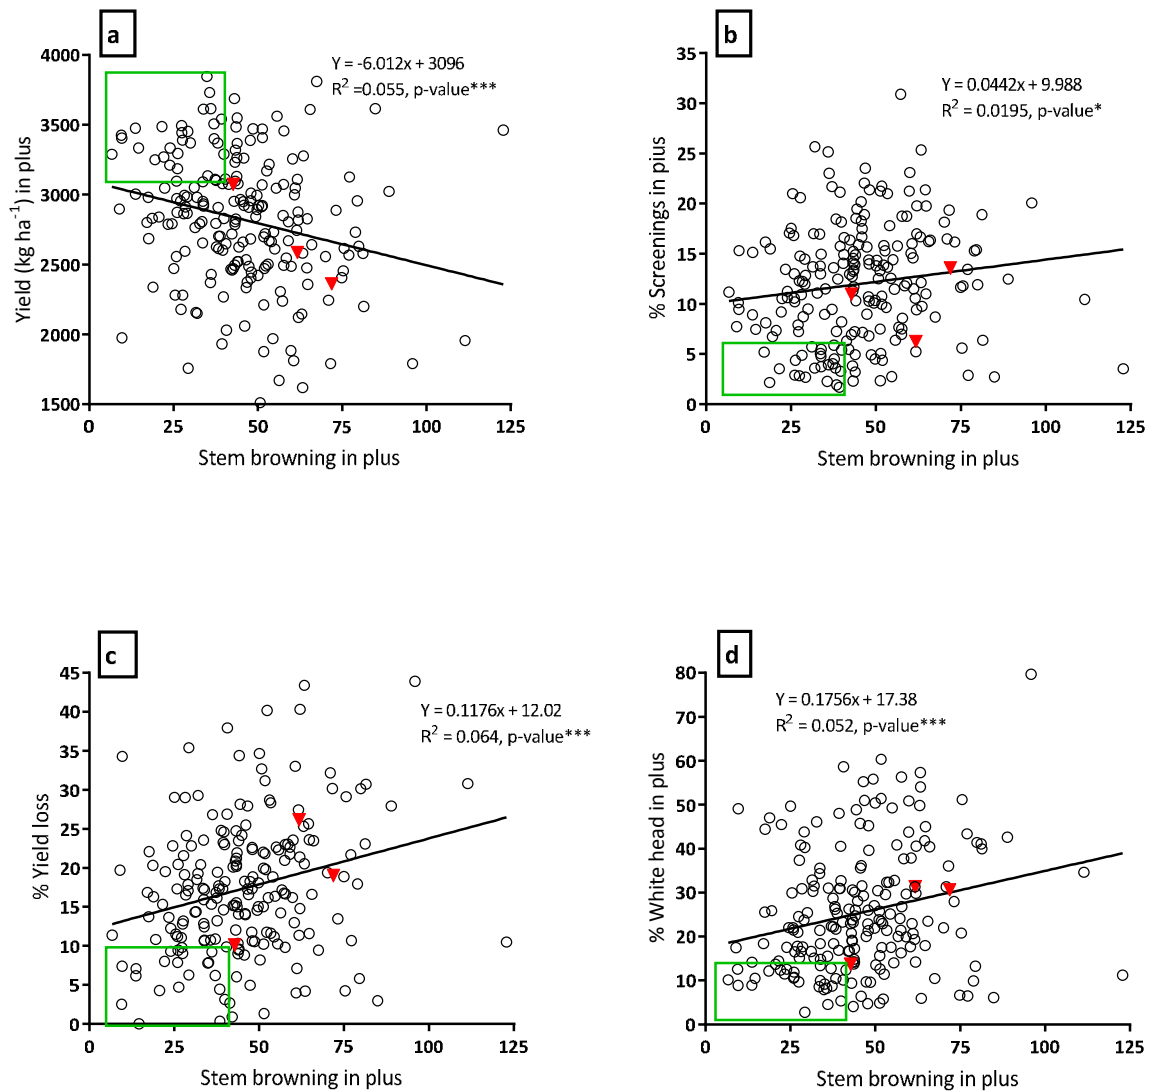 a
Y = -6.012x + 3096
R² =0.055, p-value***
4000
3500
3000
2500
2000
1500
Yield (kg ha⁻¹) in plus
0 25 50 75 100 125
Stem browning in plus
b
Y = 0.0442x + 9.988
R² = 0.0195, p-value*
35
30
25
20
15
10
5
0
% Screenings in pius
0 25 50 75 100 125
Stem browning in plus
c
Y = 0.1176x + 12.02
R² = 0.064, p-value***
45
40
35
30
25
20
15
10
5
0
% Yield loss
0 25 50 75 100 125
Stem browning in plus
d
Y = 0.1756x + 17.38
R² = 0.052, p-value***
80
70
60
50
40
30
20
10
0
% White head in plus
0 25 50 75 100 125
Stem browning in plus